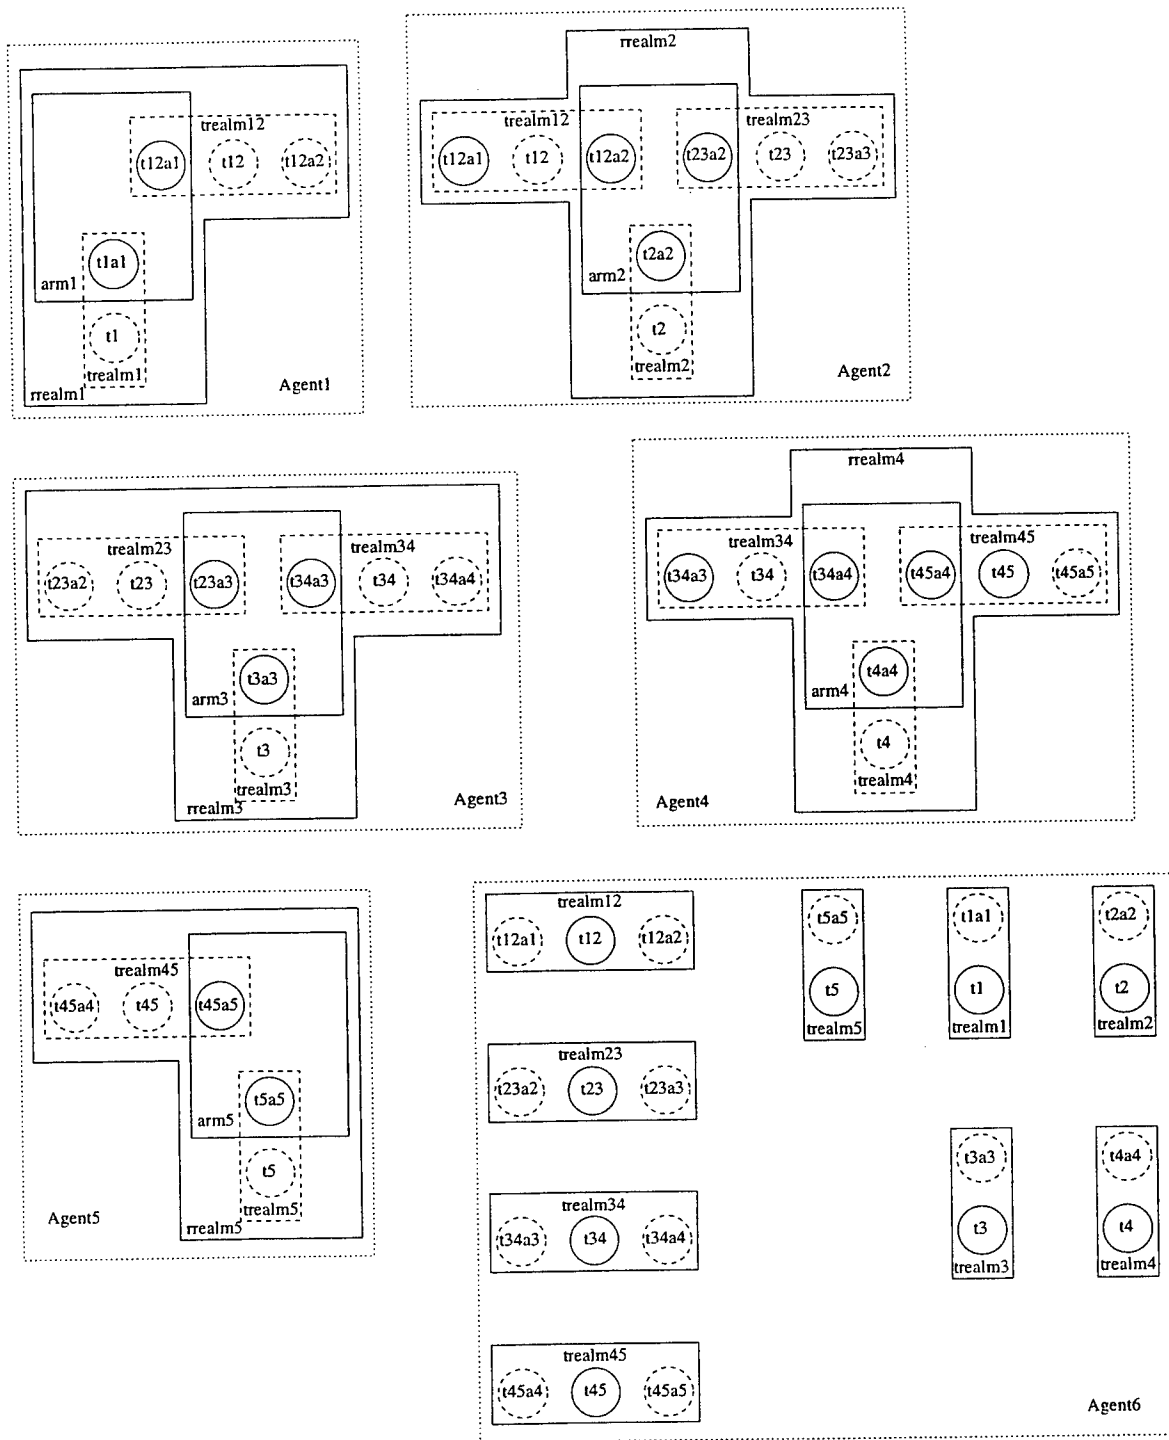 rrealm2
trealm12
t12a1 t12 t12a2
t1a1
arm1
t1
trealm1
rrealm1
Agent1
trealm12 trealm23
t12a1 t12 t12a2 t23a2 t23 t23a3
t2a2
arm2
t2
trealm2
Agent2
trealm23 trealm34
t23a2 t23 t23a3 t34a3 t34 t34a4
t3a3
arm3
t3
trealm3
rrealm3
Agent3
rrealm4
trealm34 trealm45
t34a3 t34 t34a4 t45a4 t45 t45a5
t4a4
arm4
t4
trealm4
Agent4
trealm45
t45a4 t45 t45a5
t5a5
arm5
t5
trealm5
rrealm5
Agent5
trealm12
t12a1 t12 t12a2
t5a5 t1a1 t2a2
t5 t1 t2
trealm5 trealm1 trealm2
trealm23
t23a2 t23 t23a3
t3a3 t4a4
t3 t4
trealm3 trealm4
trealm34
t34a3 t34 t34a4
trealm45
t45a4 t45 t45a5
Agent6